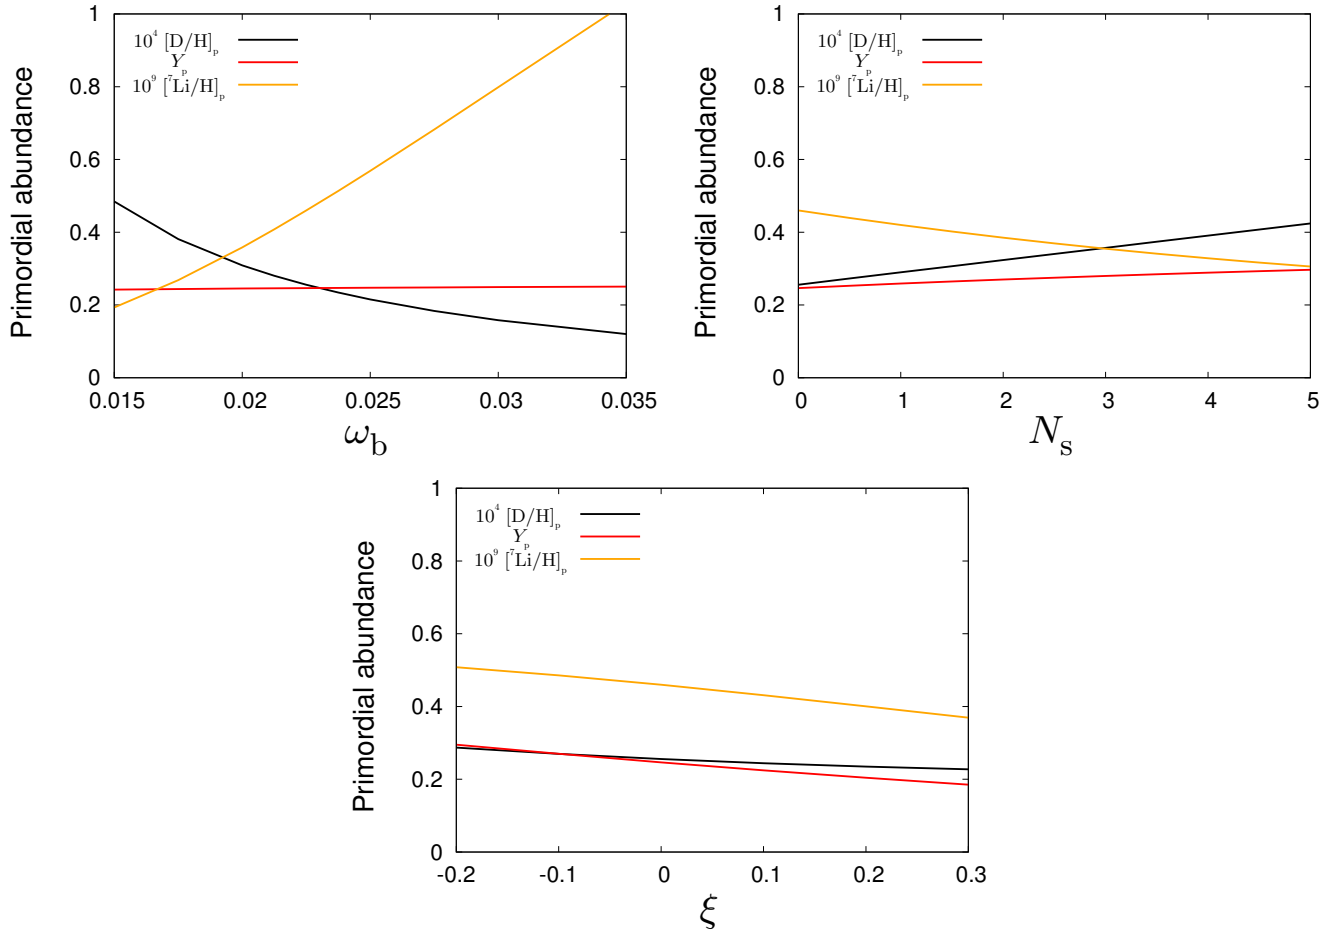 10⁴ [D/H]ₚ
Yₚ
10⁹ [⁷Li/H]ₚ
Primordial abundance
1
0.8
0.6
0.4
0.2
0
0.015 0.02 0.025 0.03 0.035
ω_b
10⁴ [D/H]ₚ
Yₚ
10⁹ [⁷Li/H]ₚ
Primordial abundance
1
0.8
0.6
0.4
0.2
0
0 1 2 3 4 5
N_s
10⁴ [D/H]ₚ
Yₚ
10⁹ [⁷Li/H]ₚ
Primordial abundance
1
0.8
0.6
0.4
0.2
0
-0.2 -0.1 0 0.1 0.2 0.3
ξ